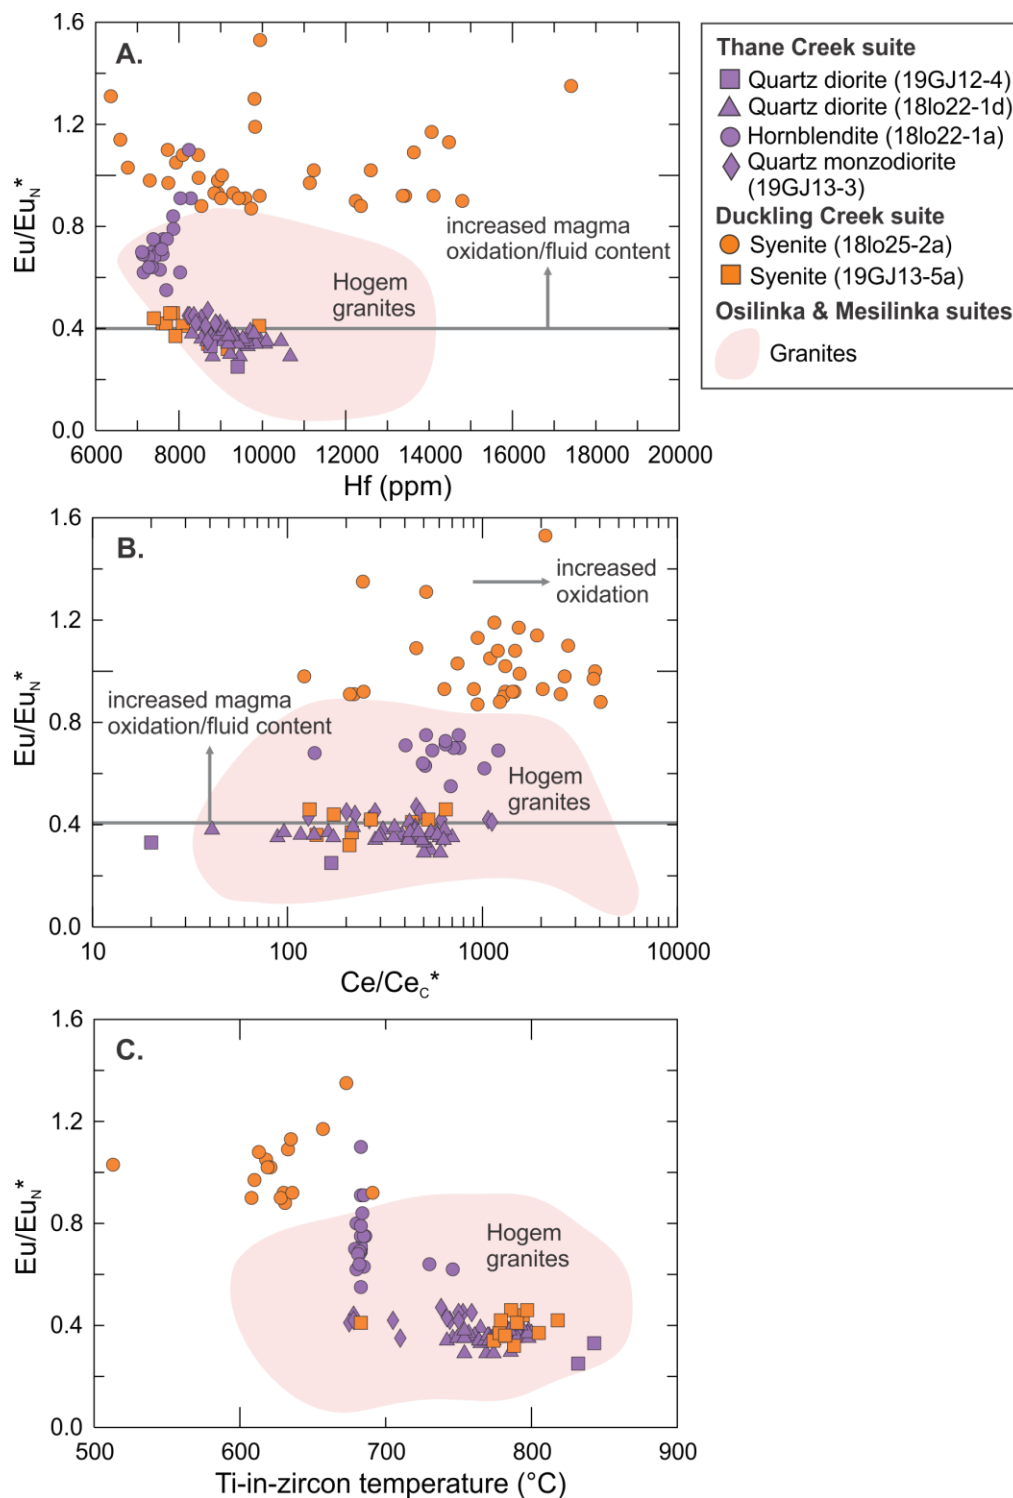 A.
1.6
1.2
0.8
0.4
0.0
Eu/Eu_N*
increased magma
oxidation/fluid content
Hogem
granites
6000 8000 10000 12000 14000 16000 18000 20000
Hf (ppm)
Thane Creek suite
Quartz diorite (19GJ12-4)
Quartz diorite (18lo22-1d)
Hornblendite (18lo22-1a)
Quartz monzodiorite
(19GJ13-3)
Duckling Creek suite
Syenite (18lo25-2a)
Syenite (19GJ13-5a)
Osilinka & Mesilinka suites
Granites
B.
1.6
1.2
0.8
0.4
0.0
Eu/Eu_N*
increased
oxidation
increased magma
oxidation/fluid content
Hogem
granites
10 100 1000 10000
Ce/Ce_C*
C.
1.6
1.2
0.8
0.4
0.0
Eu/Eu_N*
Hogem
granites
500 600 700 800 900
Ti-in-zircon temperature (°C)